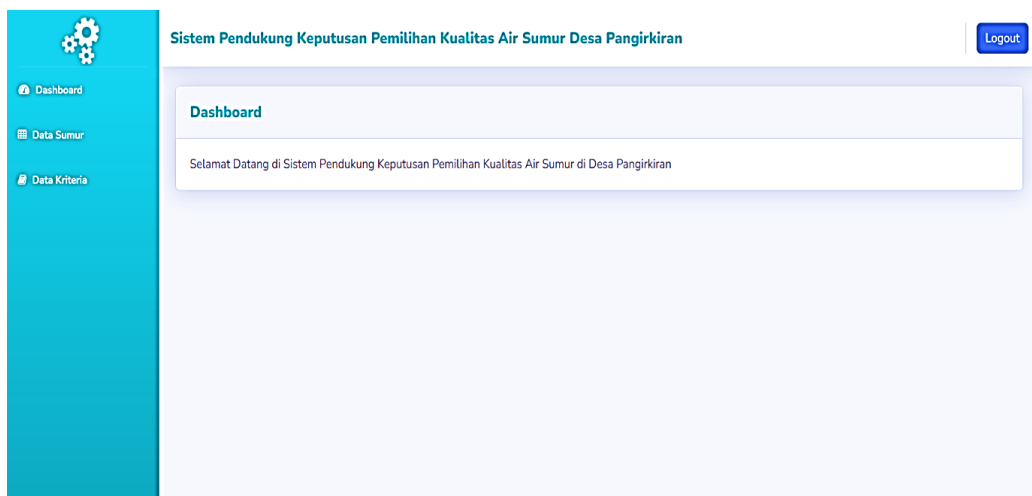 Sistem Pendukung Keputusan Pemilihan Kualitas Air Sumur Desa Pangirkiran
Logout
Dashboard
Data Sumur
Data Kriteria
Dashboard
Selamat Datang di Sistem Pendukung Keputusan Pemilihan Kualitas Air Sumur di Desa Pangirkiran